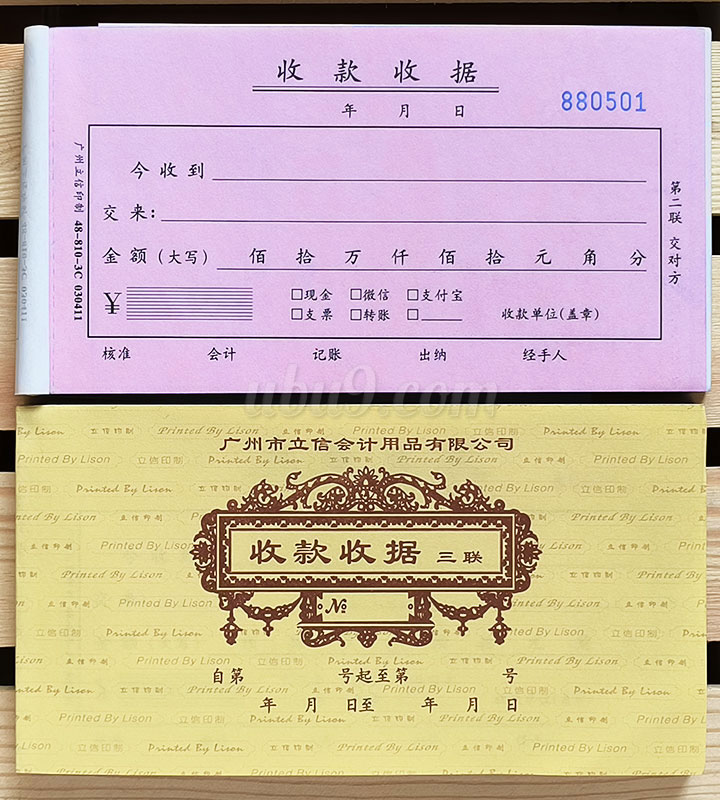 收款收据
年 月 日 880501
今收到
交来:
金额(大写) 佰拾万仟佰拾元角分
¥ □现金 □微信 □支付宝
□支票 □转账 □______ 收款单位(盖章)
核准 会计 记账 出纳 经手人
第二联 交对方
广州立信印制 48-810-3C 030411
ubu9.com
广州市立信会计用品有限公司
收款收据 三联
№
自第 号起至第 号
年 月 日至 年 月 日
Printed By Lison 立信印制